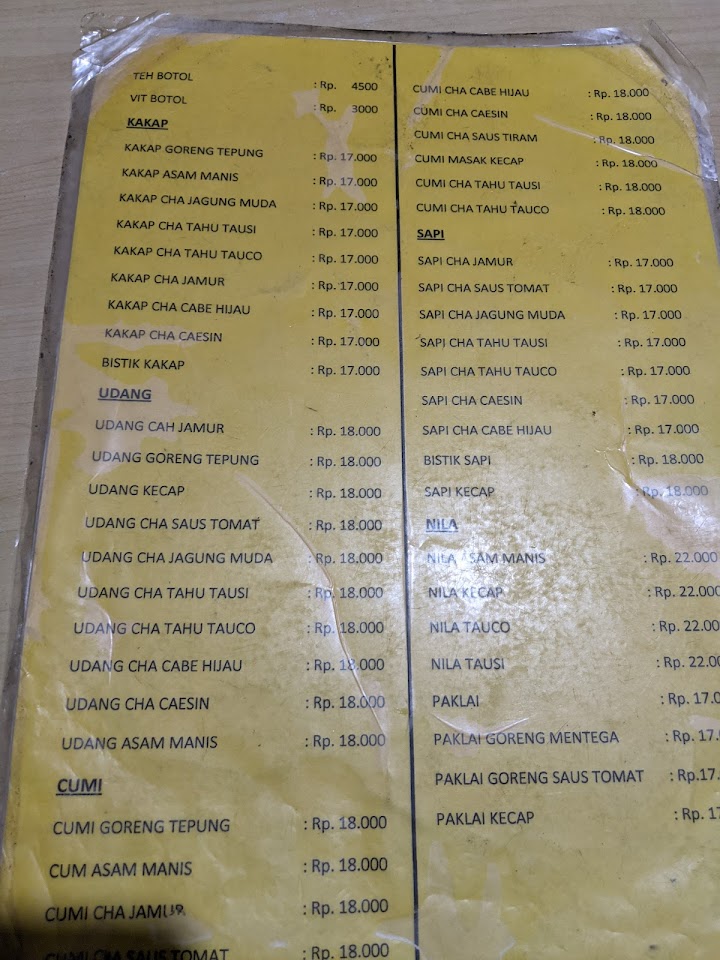 TEH BOTOL : Rp. 4500
VIT BOTOL : Rp. 3000
KAKAP
KAKAP GORENG TEPUNG : Rp. 17.000
KAKAP ASAM MANIS : Rp. 17.000
KAKAP CHA JAGUNG MUDA : Rp. 17.000
KAKAP CHA TAHU TAUSI : Rp. 17.000
KAKAP CHA TAHU TAUCO : Rp. 17.000
KAKAP CHA JAMUR : Rp. 17.000
KAKAP CHA CABE HIJAU : Rp. 17.000
KAKAP CHA CAESIN : Rp. 17.000
BISTIK KAKAP : Rp. 17.000
UDANG
UDANG CAH JAMUR : Rp. 18.000
UDANG GORENG TEPUNG : Rp. 18.000
UDANG KECAP : Rp. 18.000
UDANG CHA SAUS TOMAT : Rp. 18.000
UDANG CHA JAGUNG MUDA : Rp. 18.000
UDANG CHA TAHU TAUSI : Rp. 18.000
UDANG CHA TAHU TAUCO : Rp. 18.000
UDANG CHA CABE HIJAU : Rp. 18.000
UDANG CHA CAESIN : Rp. 18.000
UDANG ASAM MANIS : Rp. 18.000
CUMI
CUMI GORENG TEPUNG : Rp. 18.000
CUM ASAM MANIS : Rp. 18.000
CUMI CHA JAMUR : Rp. 18.000
CUMI CHA SAUS TOMAT : Rp. 18.000
CUMI CHA CABE HIJAU : Rp. 18.000
CUMI CHA CAESIN : Rp. 18.000
CUMI CHA SAUS TIRAM : Rp. 18.000
CUMI MASAK KECAP : Rp. 18.000
CUMI CHA TAHU TAUSI : Rp. 18.000
CUMI CHA TAHU TAUCO : Rp. 18.000
SAPI
SAPI CHA JAMUR : Rp. 17.000
SAPI CHA SAUS TOMAT : Rp. 17.000
SAPI CHA JAGUNG MUDA : Rp. 17.000
SAPI CHA TAHU TAUSI : Rp. 17.000
SAPI CHA TAHU TAUCO : Rp. 17.000
SAPI CHA CAESIN : Rp. 17.000
SAPI CHA CABE HIJAU : Rp. 17.000
BISTIK SAPI : Rp. 18.000
SAPI KECAP : Rp. 18.000
NILA
NILA ASAM MANIS : Rp. 22.000
NILA KECAP : Rp. 22.000
NILA TAUCO : Rp. 22.00
NILA TAUSI : Rp. 22.00
PAKLAI : Rp. 17.0
PAKLAI GORENG MENTEGA : Rp. 17.
PAKLAI GORENG SAUS TOMAT : Rp.17.
PAKLAI KECAP : Rp. 17